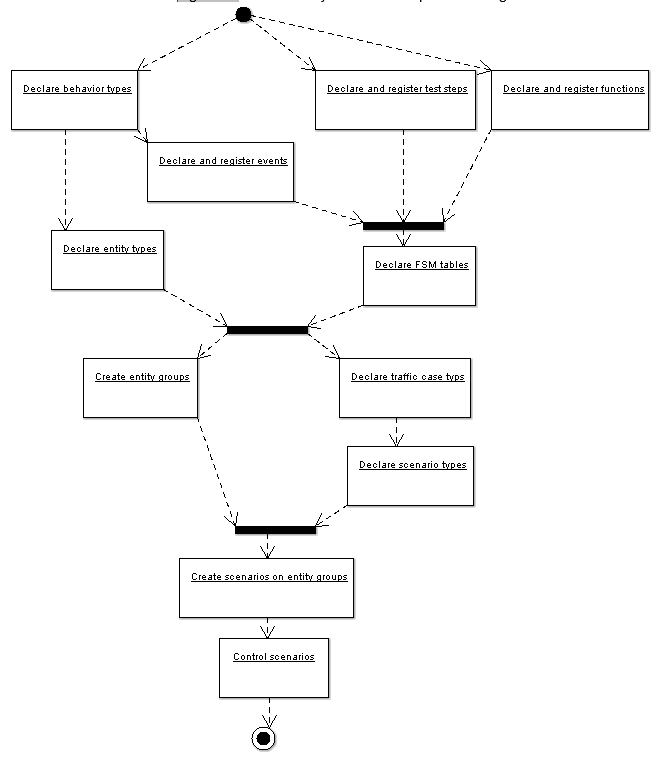 Declare behavior types
Declare and register test steps
Declare and register functions
Declare and register events
Declare entity types
Declare FSM tables
Create entity groups
Declare traffic case typs
Declare scenario types
Create scenarios on entity groups
Control scenarios